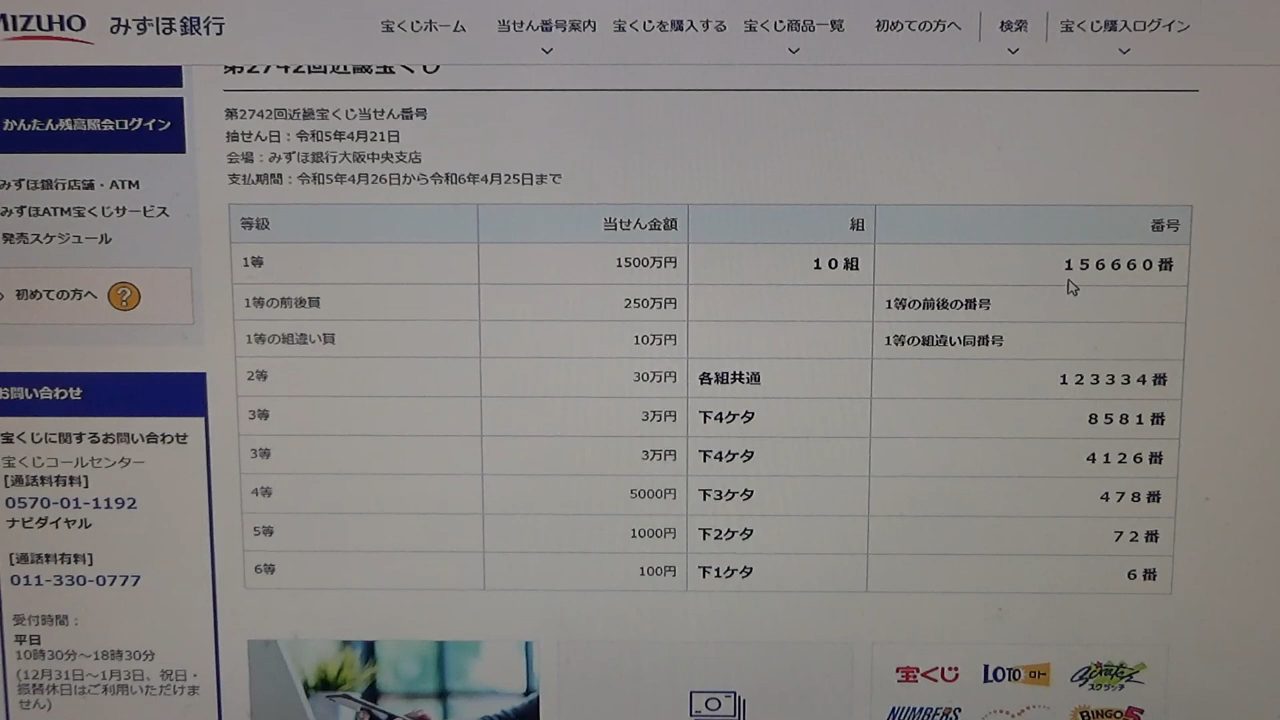 MIZUHO みずほ銀行
宝くじホーム 当せん番号案内 宝くじを購入する 宝くじ商品一覧 初めての方へ 検索 宝くじ購入ログイン
かんたん残高照会ログイン
みずほ銀行店舗・ATM
みずほATM宝くじサービス
発売スケジュール
初めての方へ ?
お問い合わせ
宝くじに関するお問い合わせ
宝くじコールセンター
[通話料有料]
0570-01-1192
ナビダイヤル
[通話料有料]
011-330-0777
受付時間：
平日
10時30分～18時30分
(12月31日～1月3日、祝日・
振替休日はご利用いただけま
せん)
第2742回近畿宝くじ
第2742回近畿宝くじ当せん番号
抽せん日：令和5年4月21日
会場：みずほ銀行大阪中央支店
支払期間：令和5年4月26日から令和6年4月25日まで
等級 当せん金額 組 番号
1等 1500万円 10組 156660番
1等の前後賞 250万円 1等の前後の番号
1等の組違い賞 10万円 1等の組違い同番号
2等 30万円 各組共通 123334番
3等 3万円 下4ケタ 8581番
3等 3万円 下4ケタ 4126番
4等 5000円 下3ケタ 478番
5等 1000円 下2ケタ 72番
6等 100円 下1ケタ 6番
宝くじ LOTO ロト スクラッチ
NUMBERS BINGO5